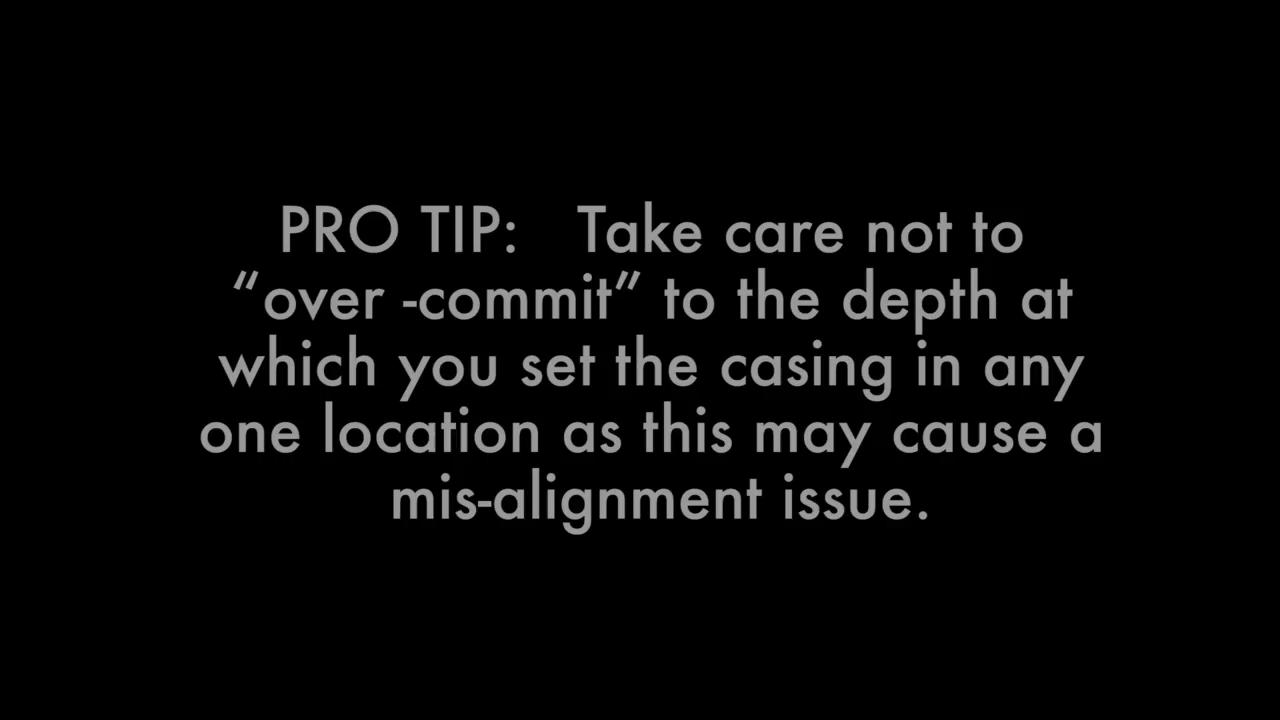 PRO TIP: Take care not to
“over -commit” to the depth at
which you set the casing in any
one location as this may cause a
mis-alignment issue.